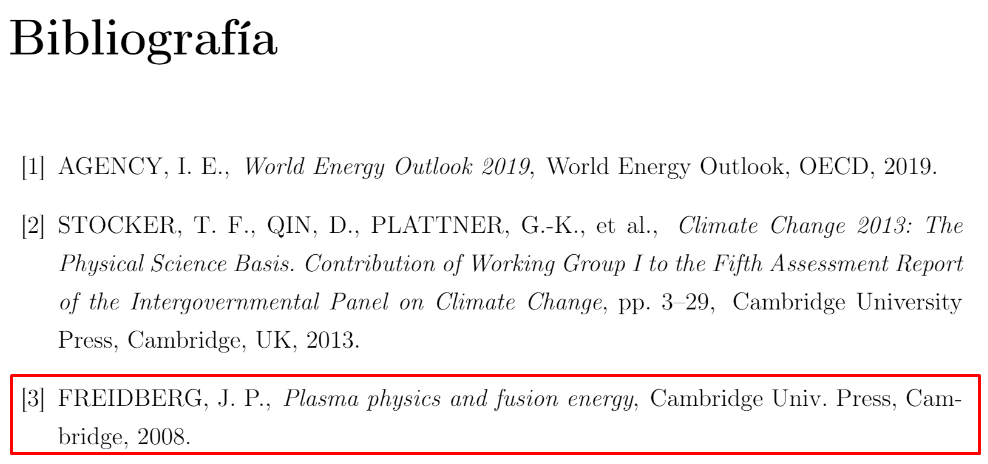 Bibliografía
[1] AGENCY, I. E., World Energy Outlook 2019, World Energy Outlook, OECD, 2019.
[2] STOCKER, T. F., QIN, D., PLATTNER, G.-K., et al., Climate Change 2013: The
Physical Science Basis. Contribution of Working Group I to the Fifth Assessment Report
of the Intergovernmental Panel on Climate Change, pp. 3–29, Cambridge University
Press, Cambridge, UK, 2013.
[3] FREIDBERG, J. P., Plasma physics and fusion energy, Cambridge Univ. Press, Cam-
bridge, 2008.